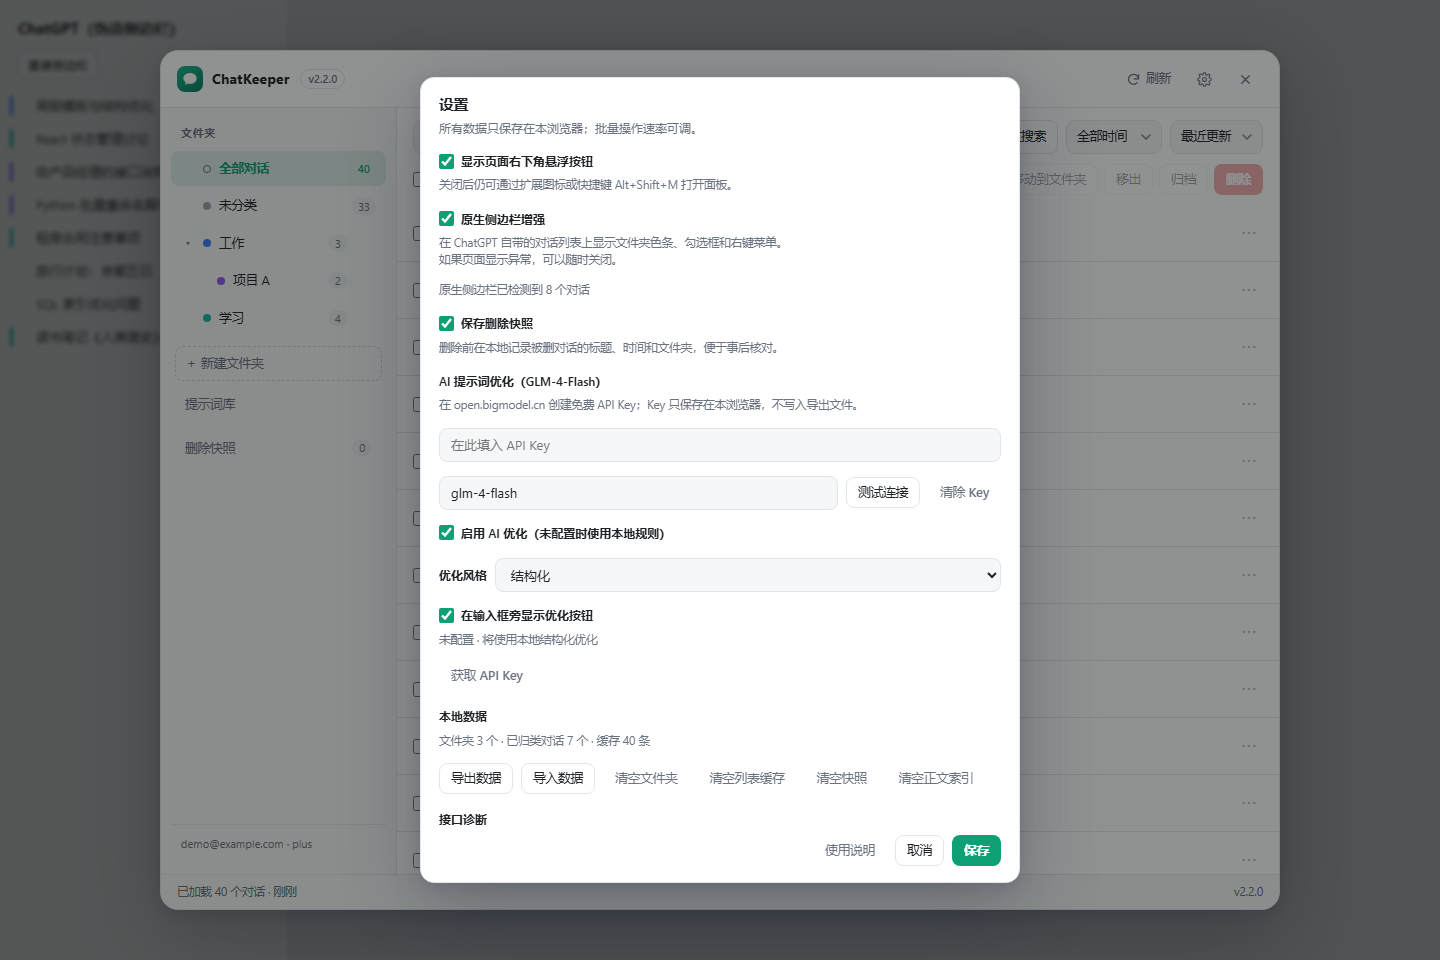 ChatGPT（伪造侧边栏）
ChatKeeper
v2.2.0
刷新
文件夹
全部对话
40
未分类
33
工作
3
项目 A
2
学习
4
+ 新建文件夹
提示词库
删除快照
0
demo@example.com · plus
已加载 40 个对话 · 刚刚
v2.2.0
搜索
全部时间
最近更新
移动到文件夹
移出
归档
删除
设置
所有数据只保存在本浏览器；批量操作速率可调。
显示页面右下角悬浮按钮
关闭后仍可通过扩展图标或快捷键 Alt+Shift+M 打开面板。
原生侧边栏增强
在 ChatGPT 自带的对话列表上显示文件夹色条、勾选框和右键菜单。
如果页面显示异常，可以随时关闭。
原生侧边栏已检测到 8 个对话
保存删除快照
删除前在本地记录被删对话的标题、时间和文件夹，便于事后核对。
AI 提示词优化（GLM-4-Flash）
在 open.bigmodel.cn 创建免费 API Key；Key 只保存在本浏览器，不写入导出文件。
在此填入 API Key
glm-4-flash
测试连接
清除 Key
启用 AI 优化（未配置时使用本地规则）
优化风格
结构化
在输入框旁显示优化按钮
未配置 · 将使用本地结构化优化
获取 API Key
本地数据
文件夹 3 个 · 已归类对话 7 个 · 缓存 40 条
导出数据
导入数据
清空文件夹
清空列表缓存
清空快照
清空正文索引
接口诊断
使用说明
取消
保存